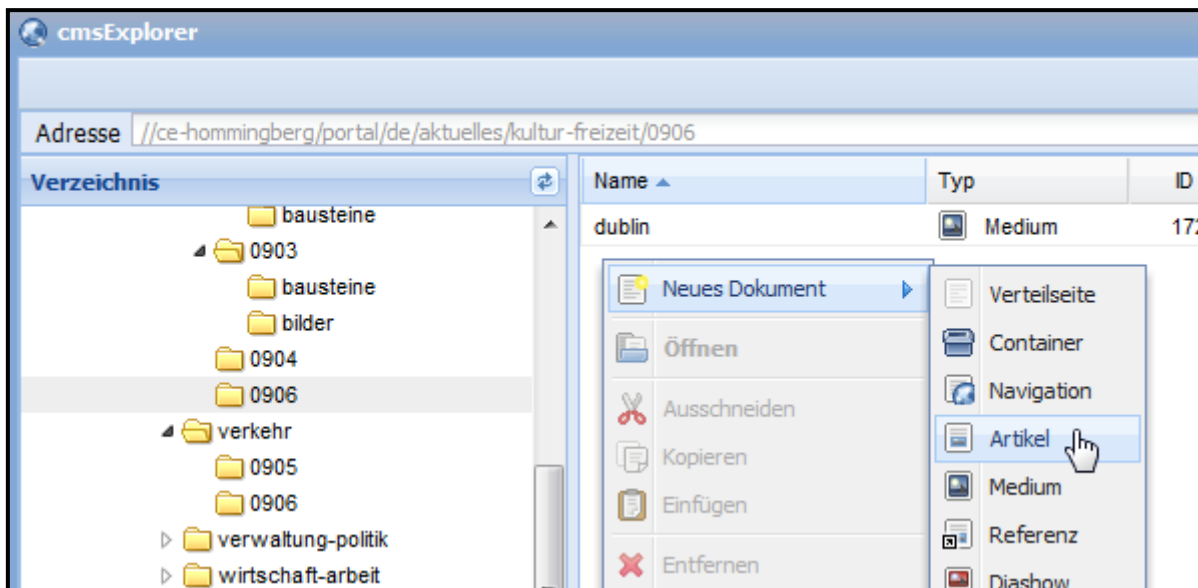 cmsExplorer
Adresse //ce-hommingberg/portal/de/aktuelles/kultur-freizeit/0906
Verzeichnis
bausteine
0903
bausteine
bilder
0904
0906
verkehr
0905
0906
verwaltung-politik
wirtschaft-arbeit
Name Typ ID
dublin Medium 172
Neues Dokument
Öffnen
Ausschneiden
Kopieren
Einfügen
Entfernen
Verteilseite
Container
Navigation
Artikel
Medium
Referenz
Diashow